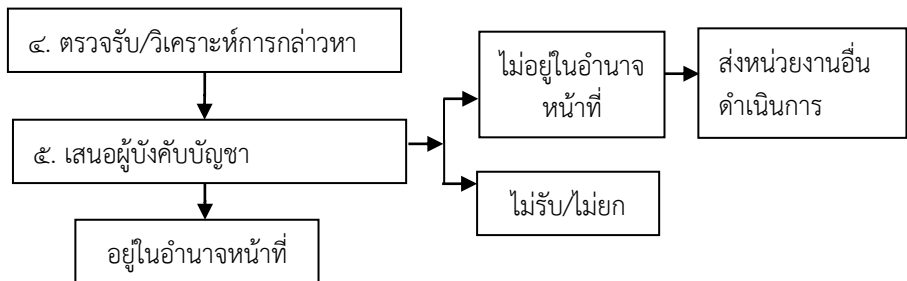 ๔. ตรวจรับ/วิเคราะห์การกล่าวหา
ไม่อยู่ในอำนาจ
หน้าที่
ส่งหน่วยงานอื่น
ดำเนินการ
๕. เสนอผู้บังคับบัญชา
ไม่รับ/ไม่ยก
อยู่ในอำนาจหน้าที่